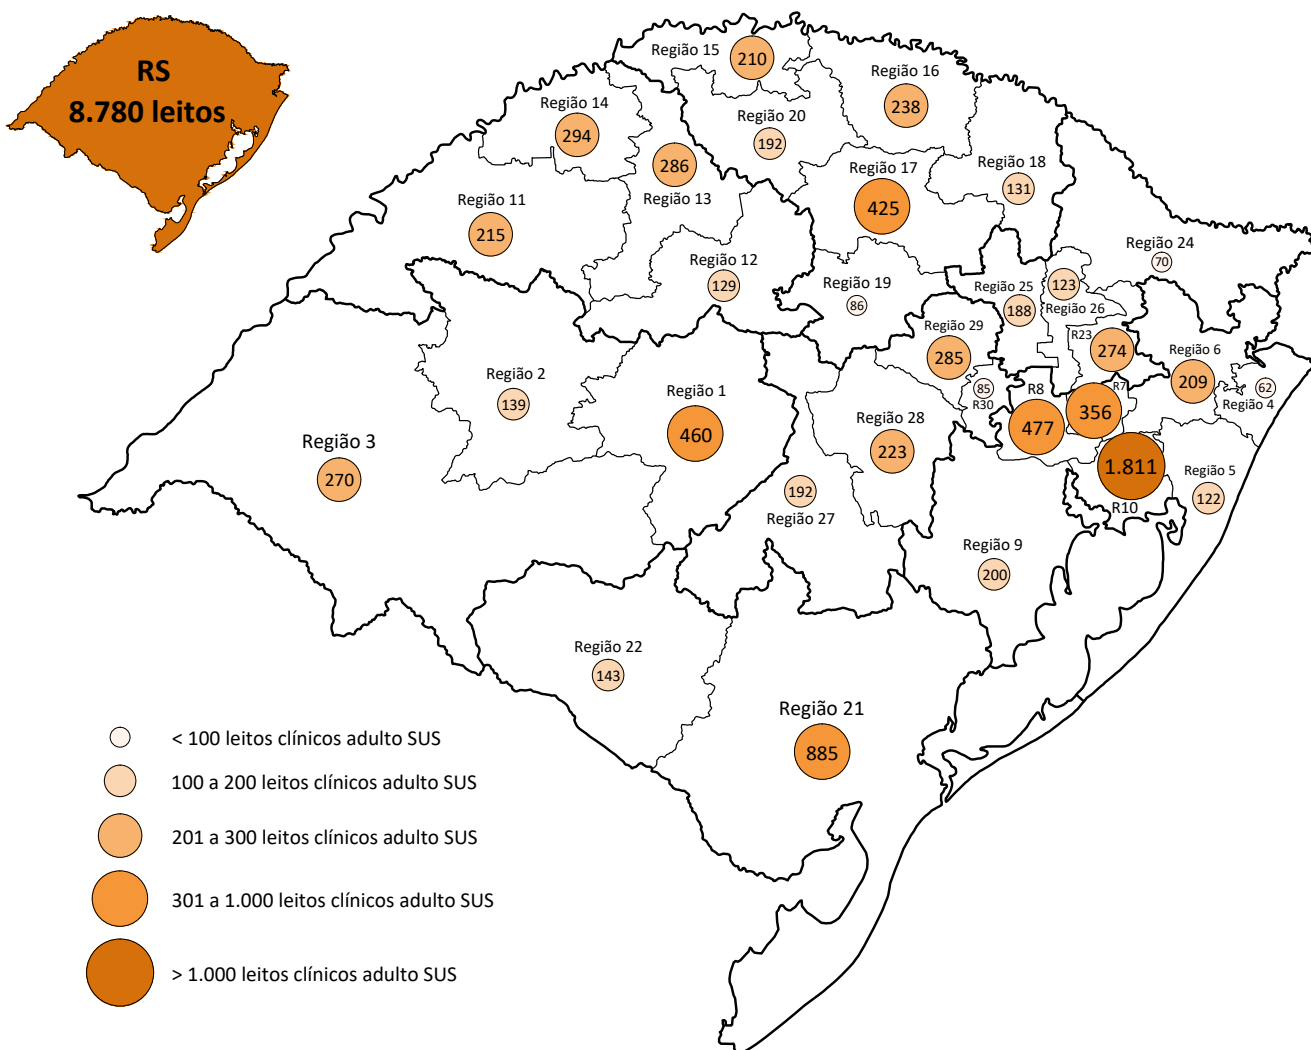 RS
8.780 leitos
Região 15
210
Região 16
238
Região 14
294
Região 20
192
286
Região 13
Região 17
425
Região 18
131
Região 11
215
Região 12
129
Região 19
86
Região 24
70
Região 25
188
123
Região 26
Região 29
285
R23
274
Região 6
209
Região 2
139
Região 1
460
85
R30
R8
477
R7
356
62
Região 4
Região 3
270
Região 28
223
1.811
R10
Região 5
122
192
Região 27
Região 9
200
Região 22
143
Região 21
885
< 100 leitos clínicos adulto SUS
100 a 200 leitos clínicos adulto SUS
201 a 300 leitos clínicos adulto SUS
301 a 1.000 leitos clínicos adulto SUS
> 1.000 leitos clínicos adulto SUS